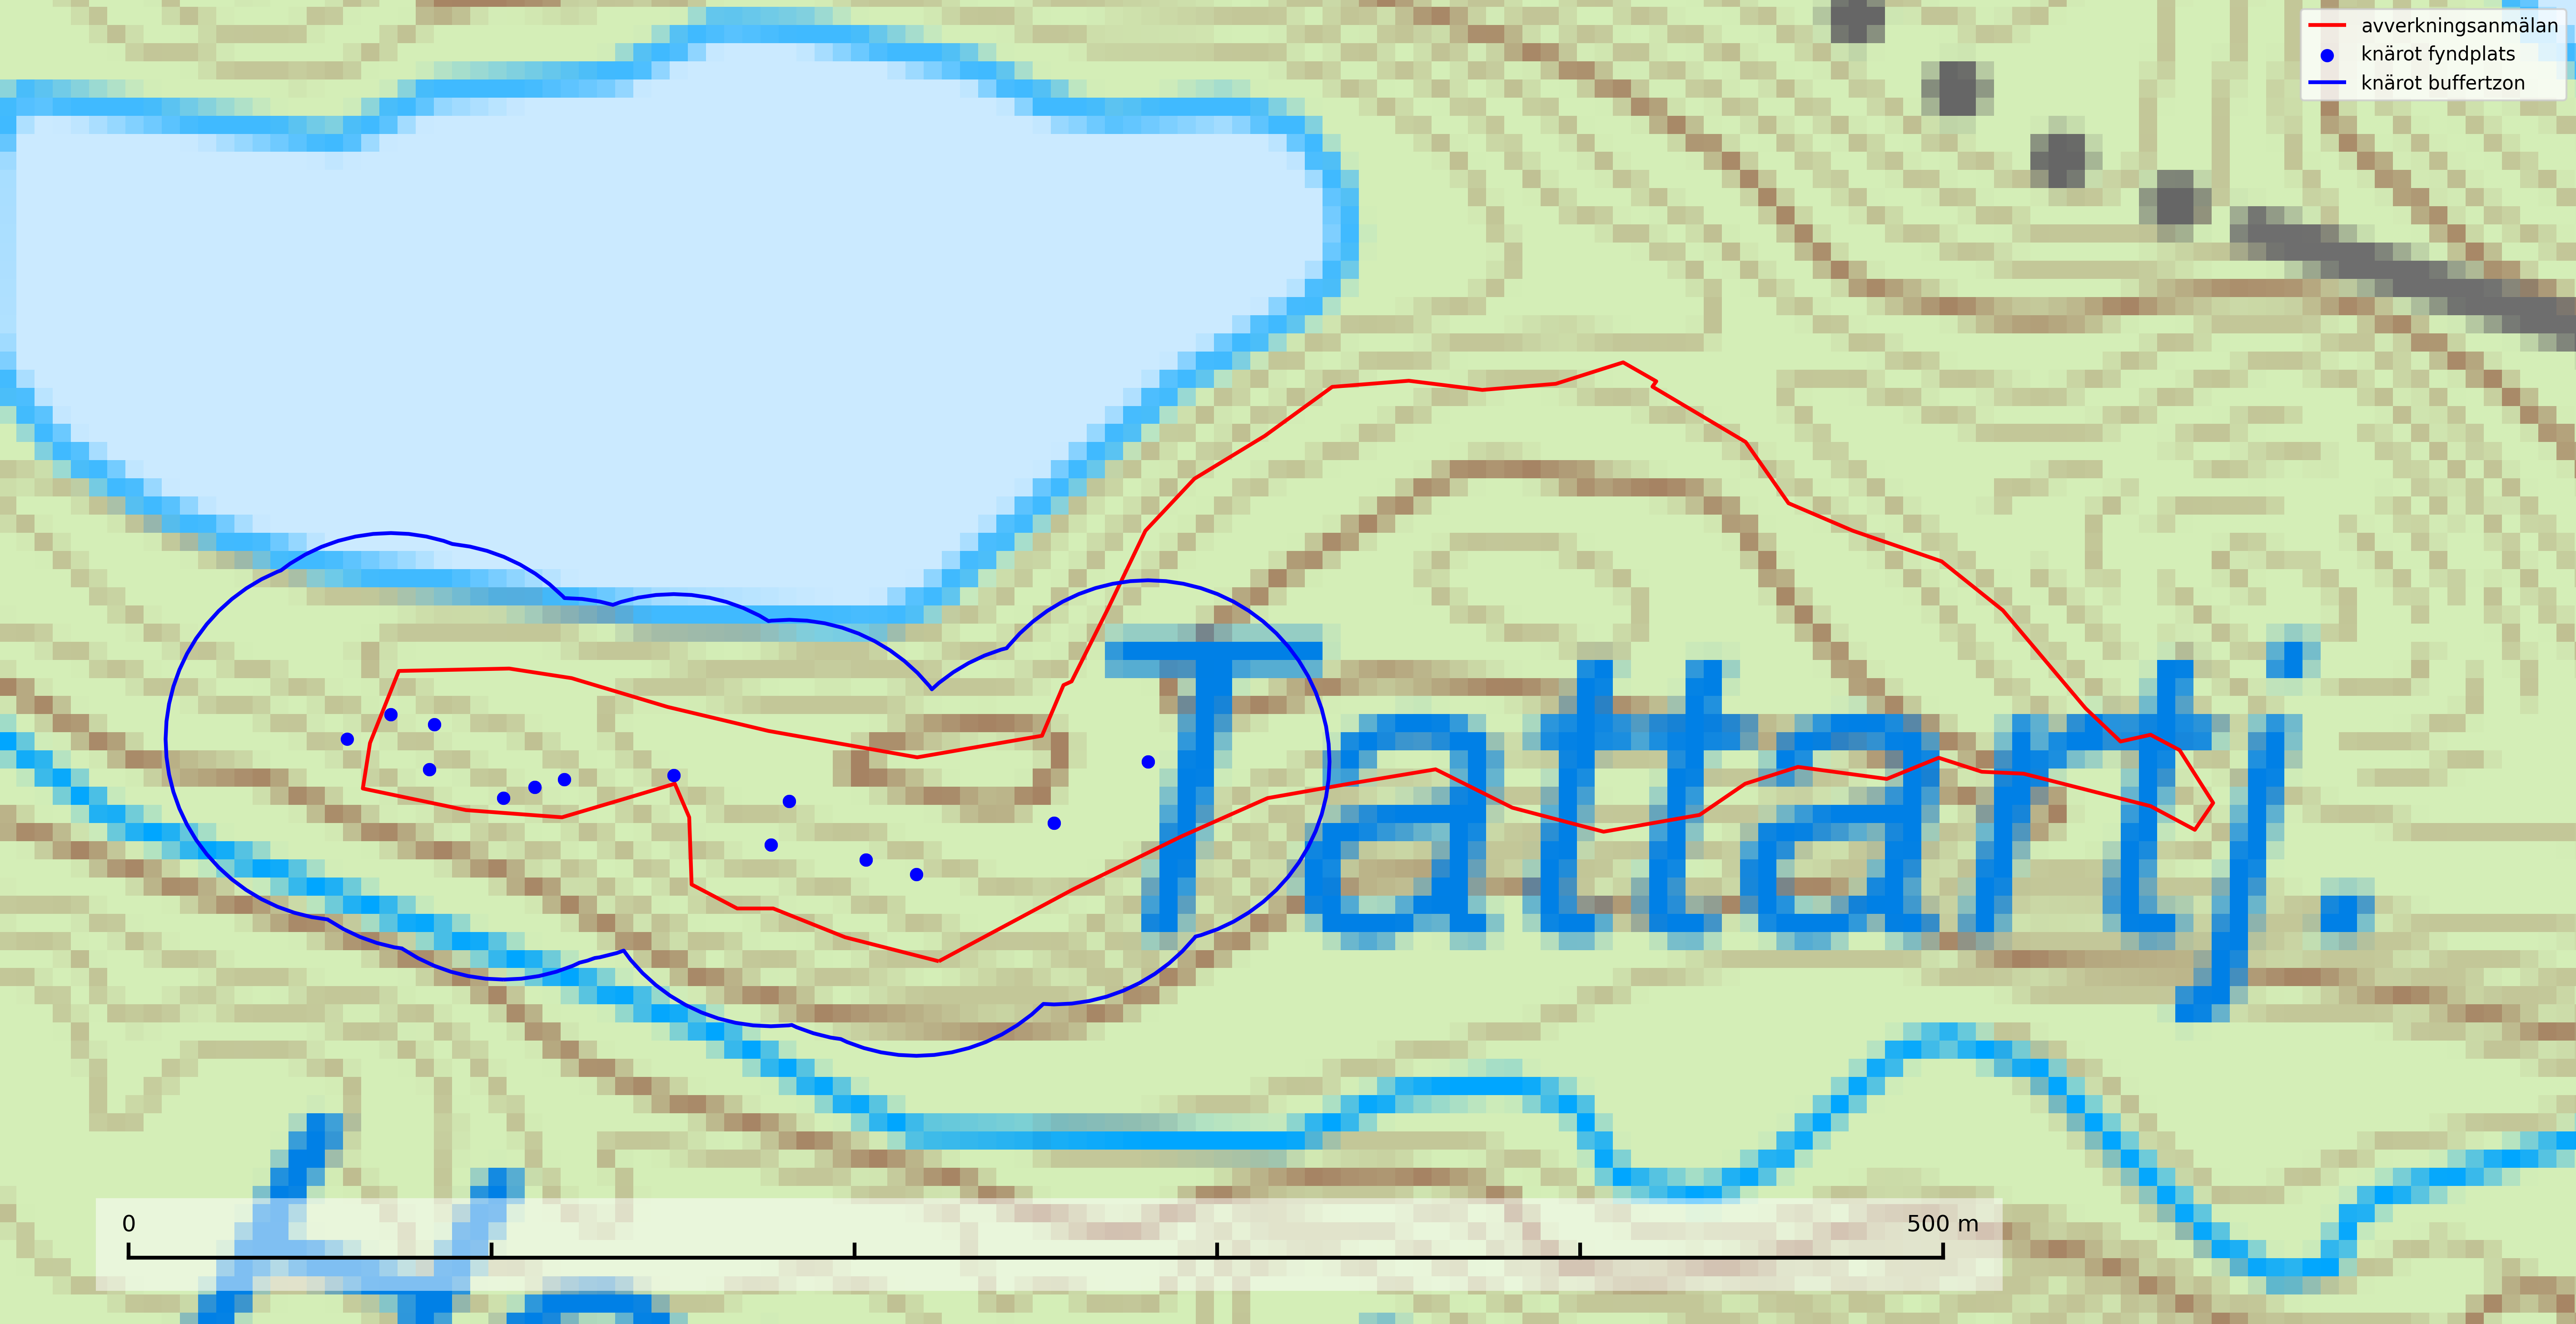 avverkningsanmälan
knärot fyndplats
knärot buffertzon
Tattartj.
0 500 m